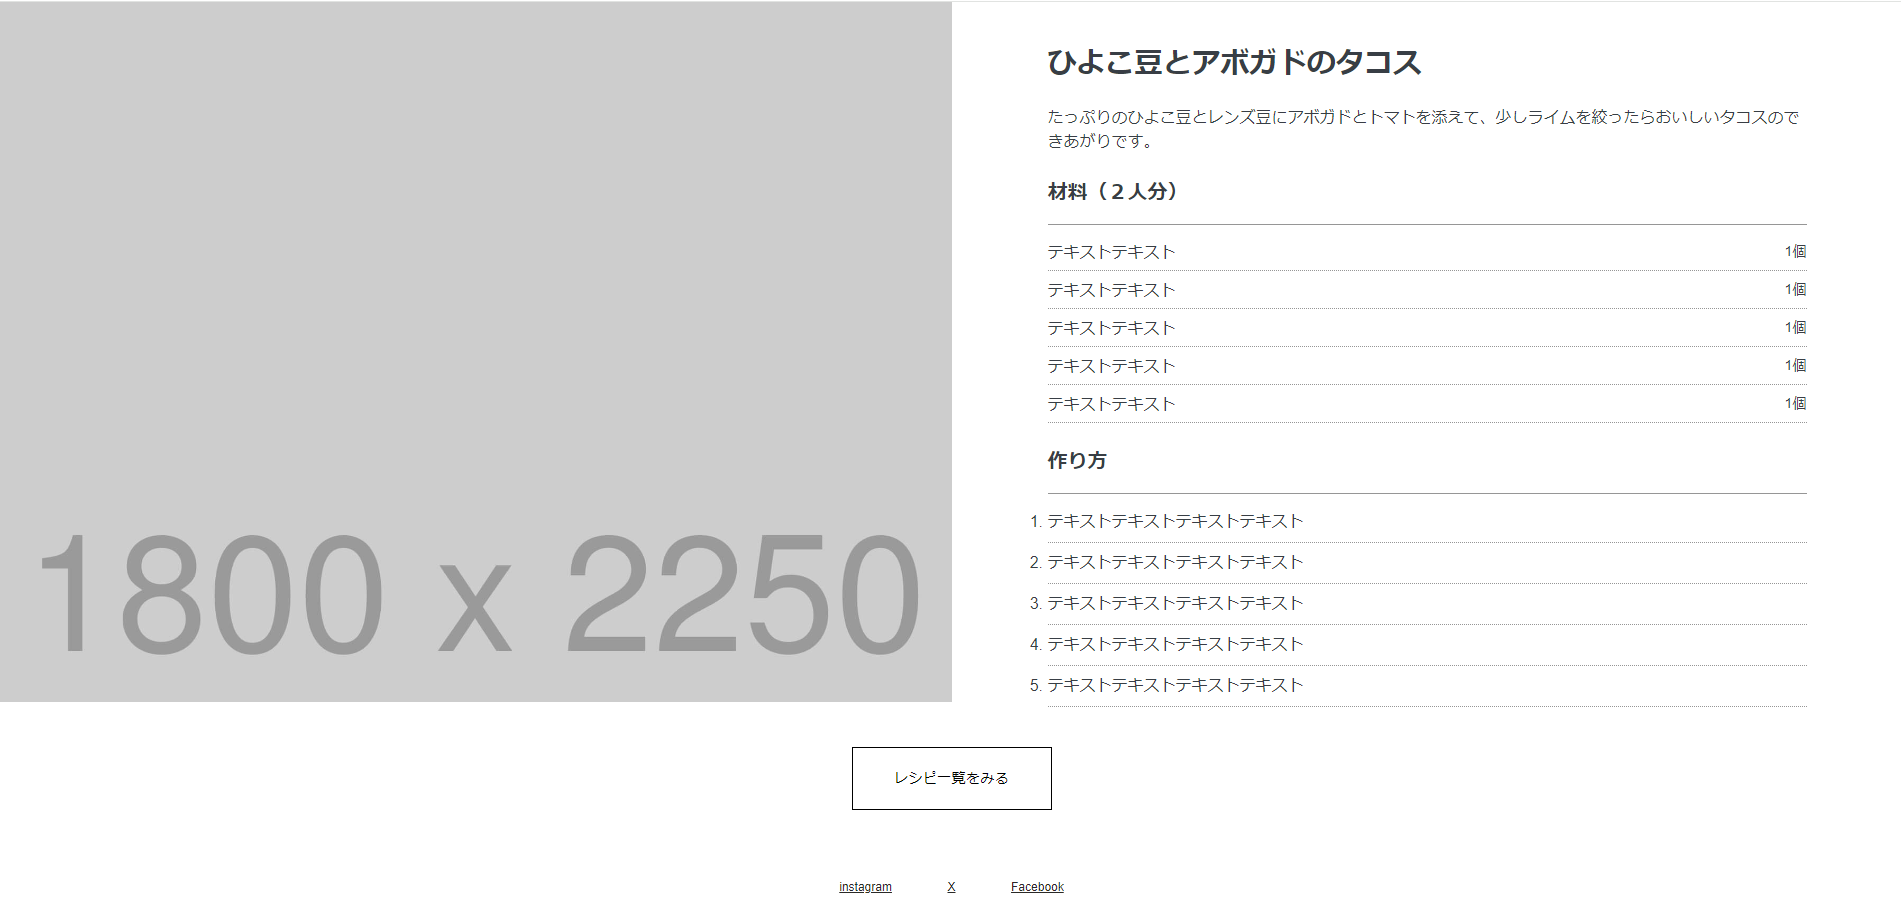 1800 x 2250
ひよこ豆とアボガドのタコス
たっぷりのひよこ豆とレンズ豆にアボガドとトマトを添えて、少しライムを絞ったらおいしいタコスので
きあがりです。
材料（２人分）
テキストテキスト 1個
テキストテキスト 1個
テキストテキスト 1個
テキストテキスト 1個
テキストテキスト 1個
作り方
1. テキストテキストテキストテキスト
2. テキストテキストテキストテキスト
3. テキストテキストテキストテキスト
4. テキストテキストテキストテキスト
5. テキストテキストテキストテキスト
レシピ一覧をみる
instagram X Facebook